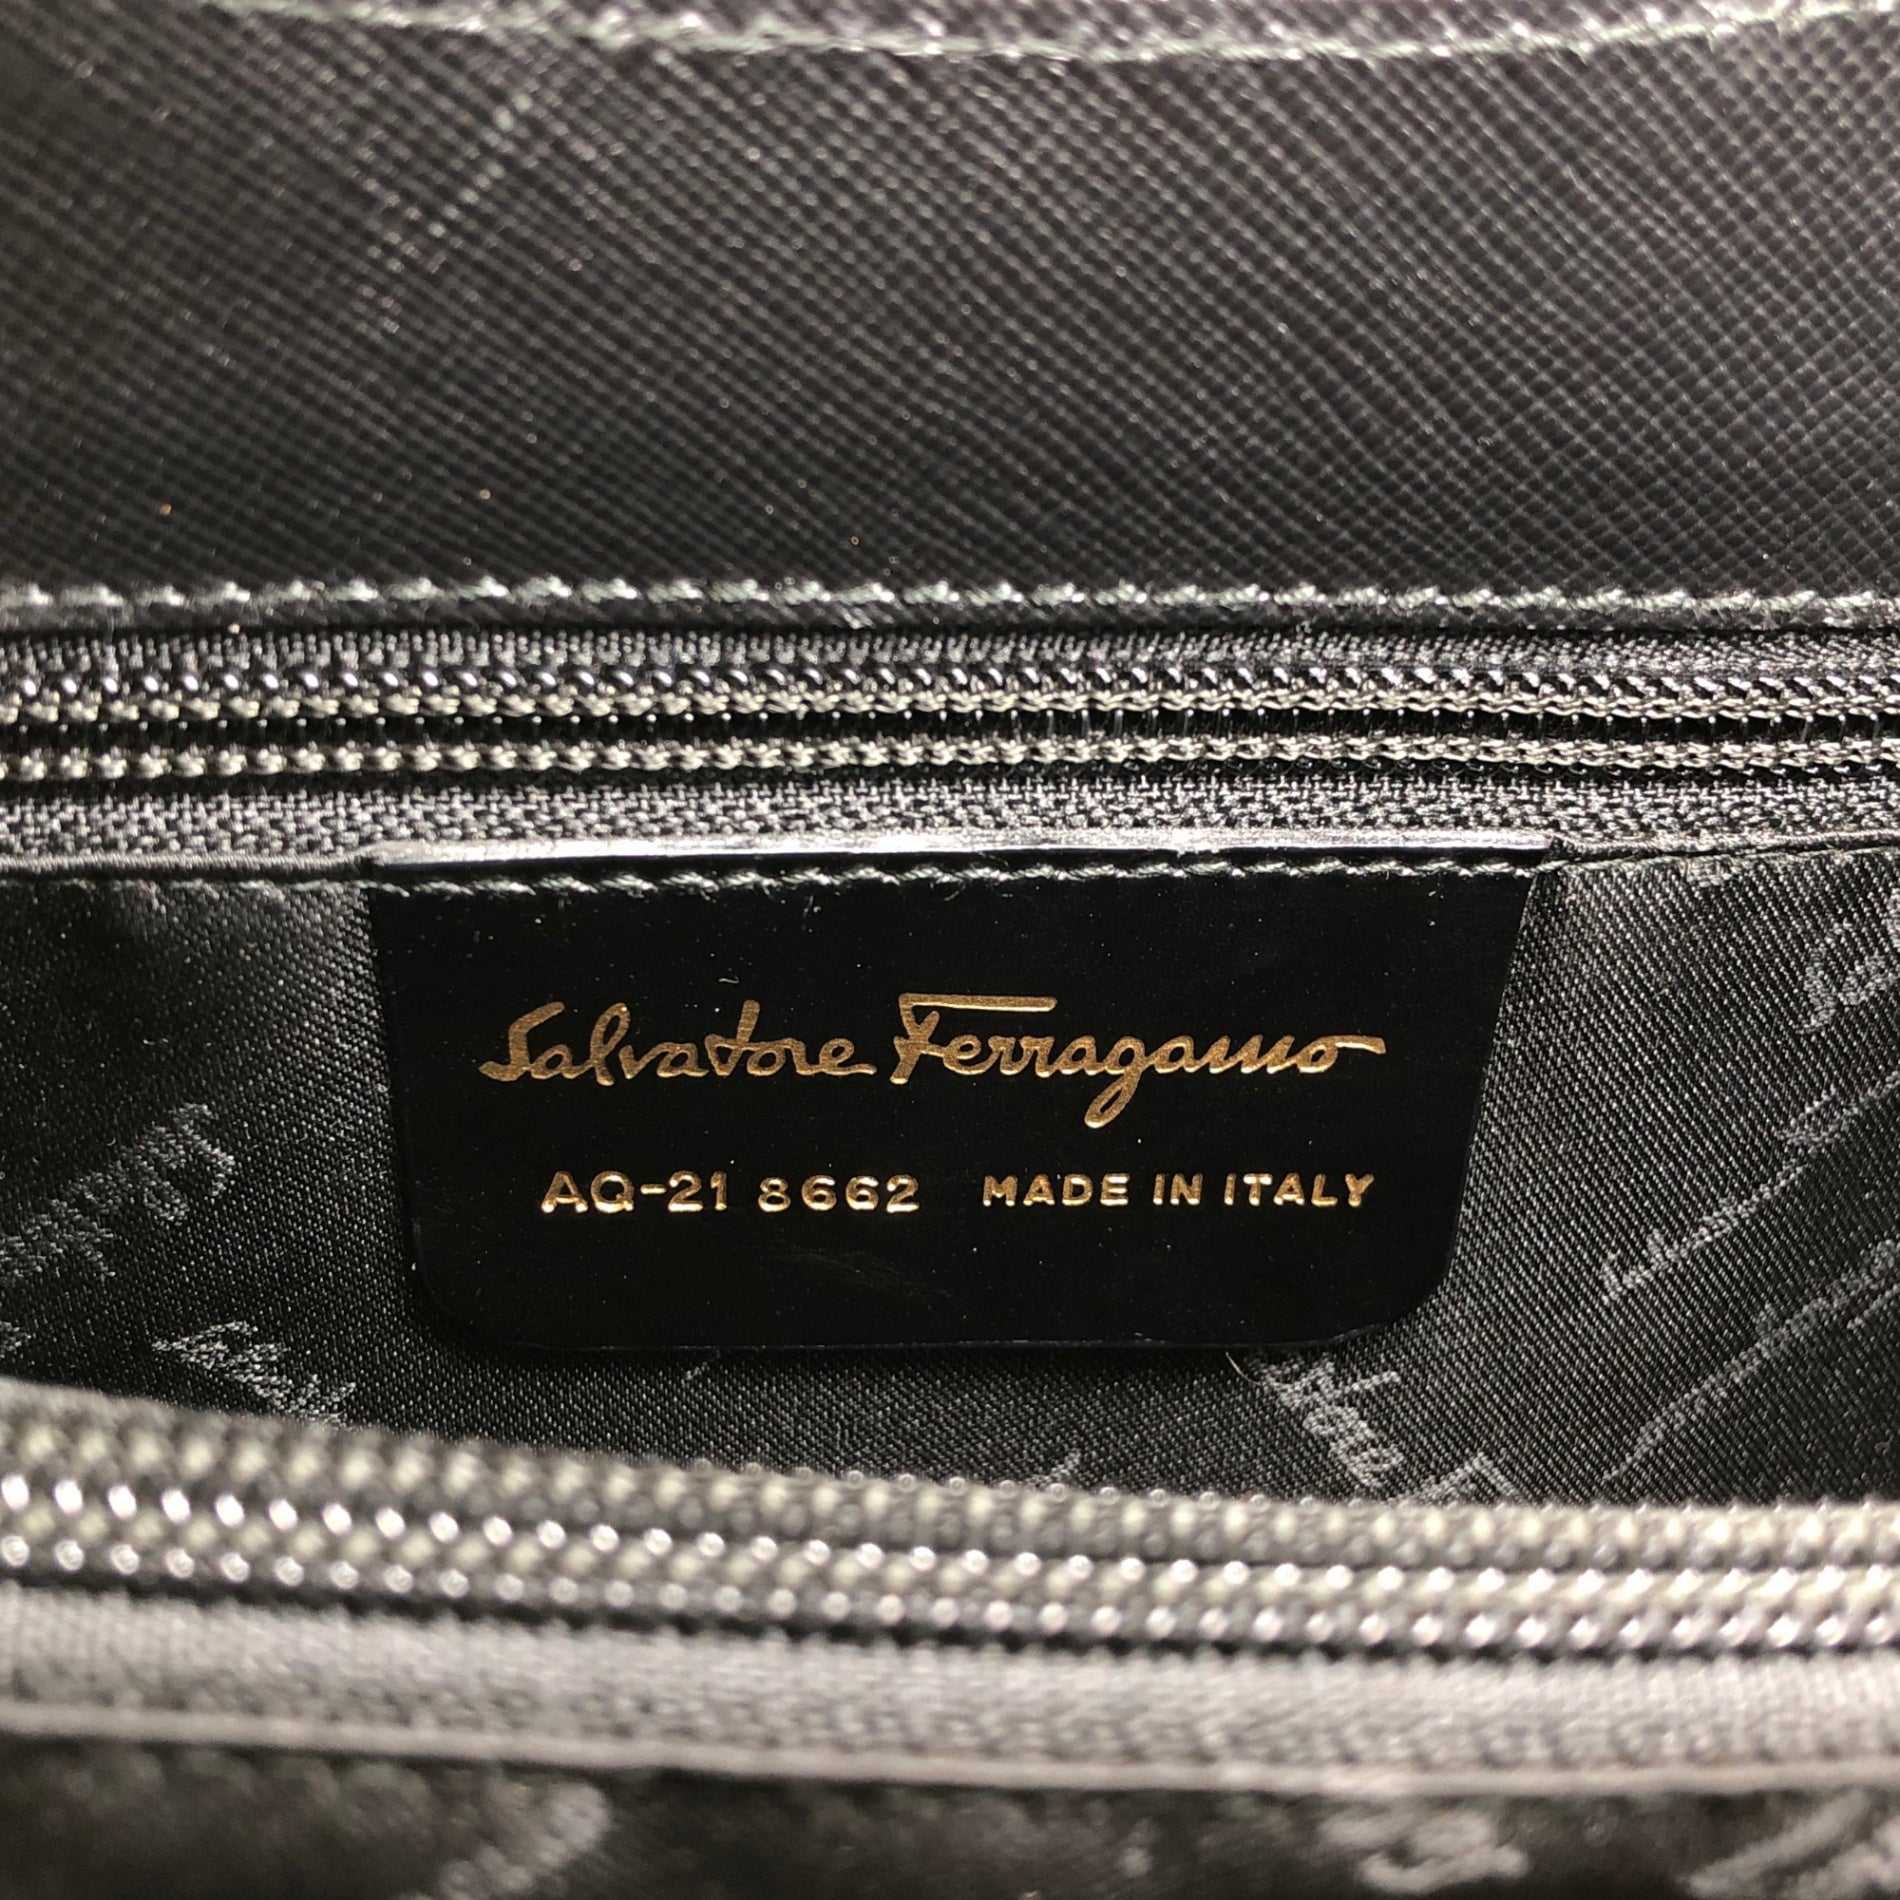 Salvatore Ferragamo
AQ-21 8662 MADE IN ITALY